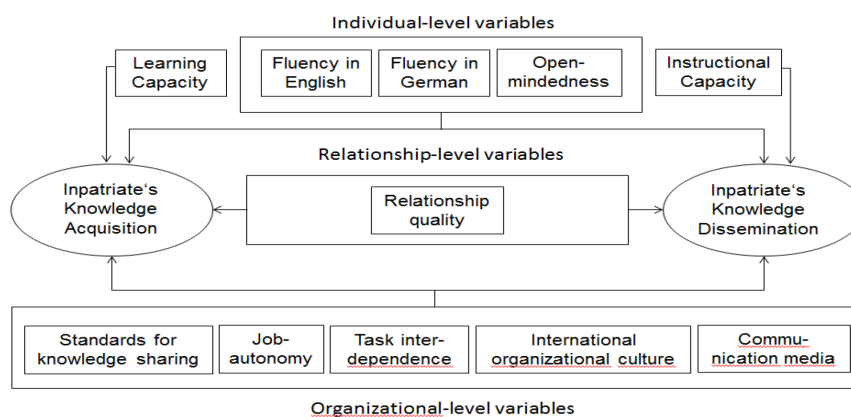 Individual-level variables
Learning
Capacity
Fluency in
English
Fluency in
German
Open-
mindedness
Instructional
Capacity
Relationship-level variables
Inpatriate‘s
Knowledge
Acquisition
Relationship
quality
Inpatriate‘s
Knowledge
Dissemination
Standards for
knowledge sharing
Job-
autonomy
Task inter-
dependence
International
organizational culture
Commu-
nication media
Organizational-level variables